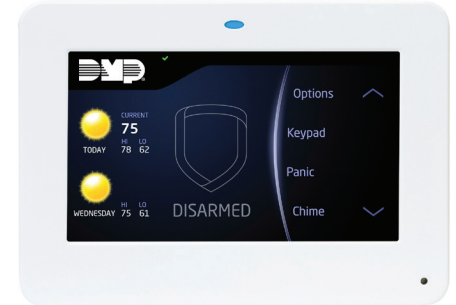 DMP
Options
CURRENT
75
HI LO
TODAY 78 62
Keypad
Panic
HI LO
WEDNESDAY 75 61
DISARMED
Chime